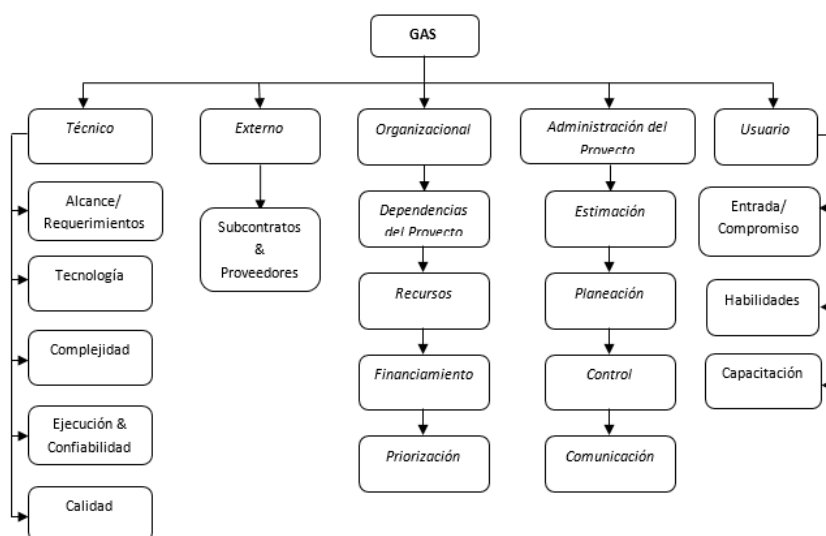 GAS
Técnico
Externo
Organizacional
Administración del
Proyecto
Usuario
Alcance/
Requerimientos
Tecnología
Complejidad
Ejecución &
Confiabilidad
Calidad
Subcontratos
&
Proveedores
Dependencias
del Proyecto
Recursos
Financiamiento
Priorización
Estimación
Planeación
Control
Comunicación
Entrada/
Compromiso
Habilidades
Capacitación